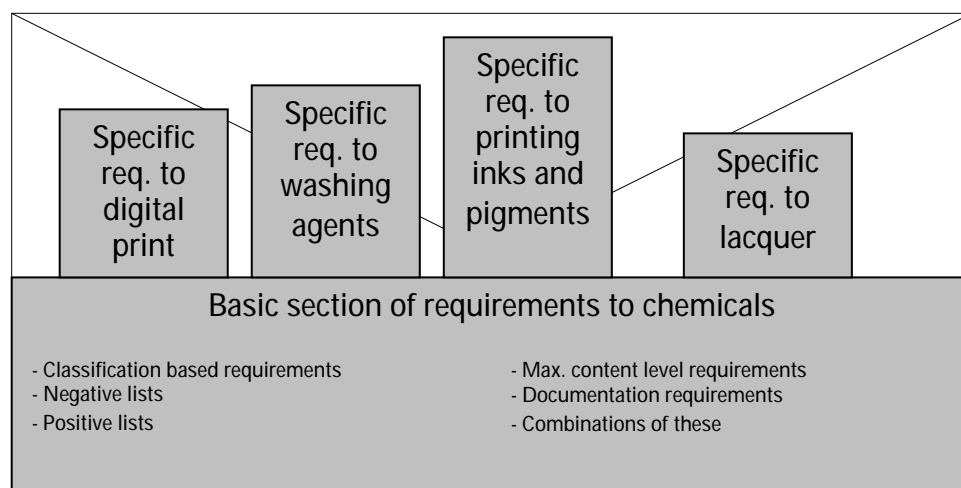 Specific
req. to
digital
print
Specific
req. to
washing
agents
Specific
req. to
printing
inks and
pigments
Specific
req. to
lacquer
Basic section of requirements to chemicals
- Classification based requirements
- Negative lists
- Positive lists
- Max. content level requirements
- Documentation requirements
- Combinations of these